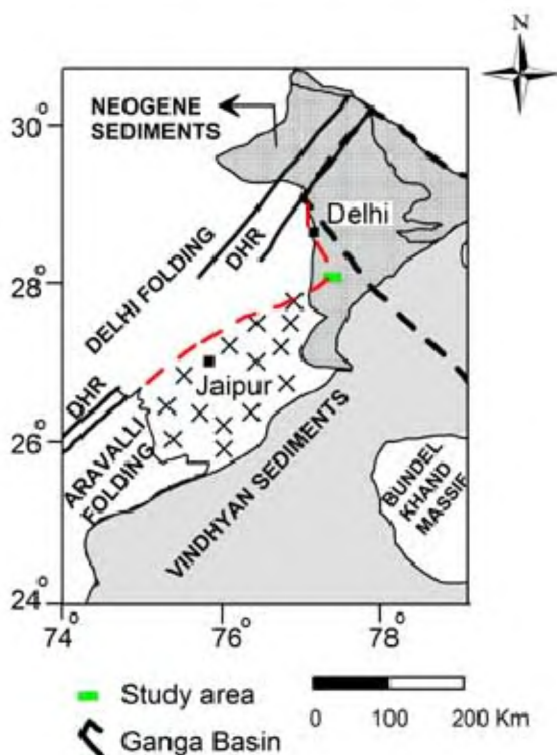 N
30°
NEOGENE
SEDIMENTS
Delhi
DHR
DELHI FOLDING
28°
Jaipur
DHR
ARAVALLI
FOLDING
26°
VINDHYAN SEDIMENTS
BUNDEL
KHAND
MASSIF
24°
74° 76° 78°
Study area
0 100 200 Km
Ganga Basin